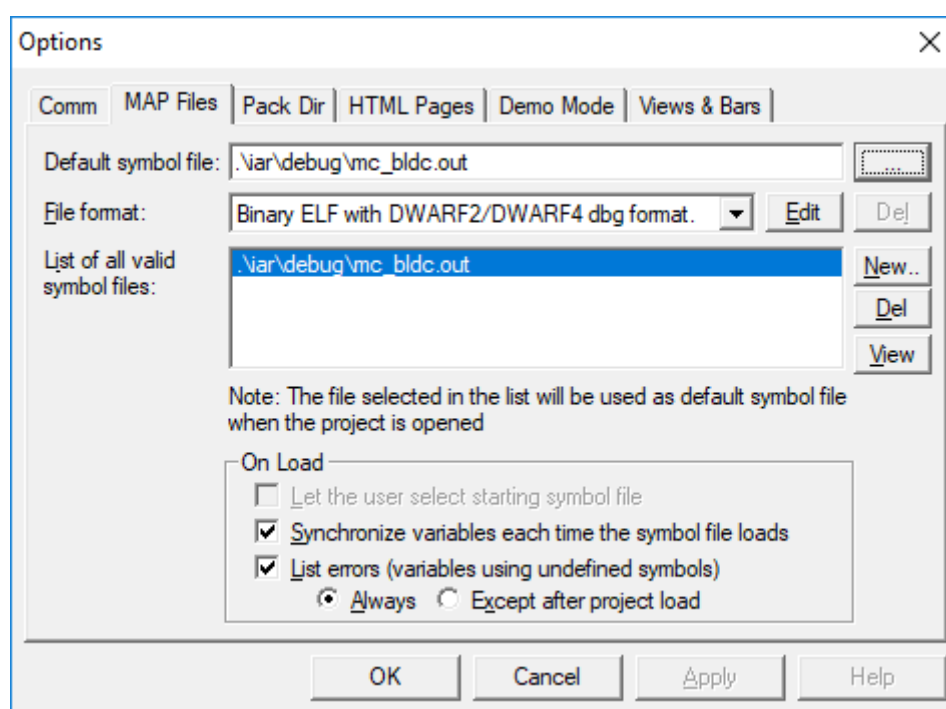 Options
Comm MAP Files Pack Dir HTML Pages Demo Mode Views & Bars
Default symbol file: .\iar\debug\mc_bldc.out ...
File format: Binary ELF with DWARF2/DWARF4 dbg format. Edit Del
List of all valid symbol files: .\iar\debug\mc_bldc.out New..
Del
View
Note: The file selected in the list will be used as default symbol file
when the project is opened
On Load
Let the user select starting symbol file
Synchronize variables each time the symbol file loads
List errors (variables using undefined symbols)
Always Except after project load
OK Cancel Apply Help